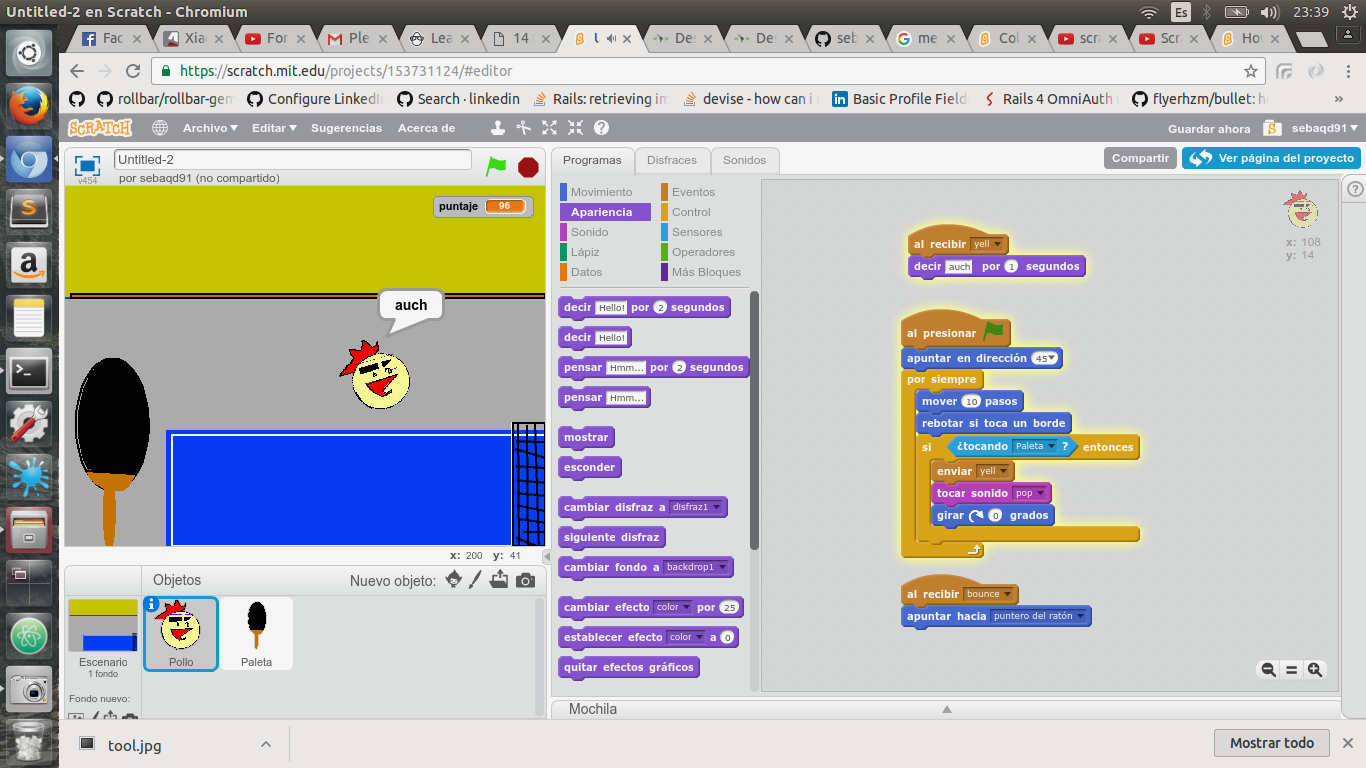 Untitled-2 en Scratch - Chromium
Es
23:39
Fac
Xia
For
Ple
Lea
14
Des
Des
seb
me
Col
scr
Scr
Hov
https://scratch.mit.edu/projects/153731124/#editor
rollbar/rollbar-gem
Configure LinkedIn
Search · linkedin
Rails: retrieving im
devise - how can i
Basic Profile Fields
Rails 4 OmniAuth
flyerhzm/bullet: h
»
SCRATCH
Archivo
Editar
Sugerencias
Acerca de
Guardar ahora
sebaqd91
v454
Untitled-2
por sebaqd91 (no compartido)
Programas
Disfraces
Sonidos
Compartir
Ver página del proyecto
puntaje 96
auch
x: 200 y: 41
Movimiento
Eventos
Apariencia
Control
Sonido
Sensores
Lápiz
Operadores
Datos
Más Bloques
decir Hello! por 2 segundos
decir Hello!
pensar Hmm... por 2 segundos
pensar Hmm...
mostrar
esconder
cambiar disfraz a disfraz1
siguiente disfraz
cambiar fondo a backdrop1
cambiar efecto color por 25
establecer efecto color a 0
quitar efectos gráficos
x: 108
y: 14
al recibir yell
decir auch por 1 segundos
al presionar
apuntar en dirección 45
por siempre
mover 10 pasos
rebotar si toca un borde
si ¿tocando Paleta ? entonces
enviar yell
tocar sonido pop
girar 0 grados
al recibir bounce
apuntar hacia puntero del ratón
Objetos
Nuevo objeto:
Escenario
1 fondo
Fondo nuevo:
Pollo
Paleta
Mochila
tool.jpg
Mostrar todo